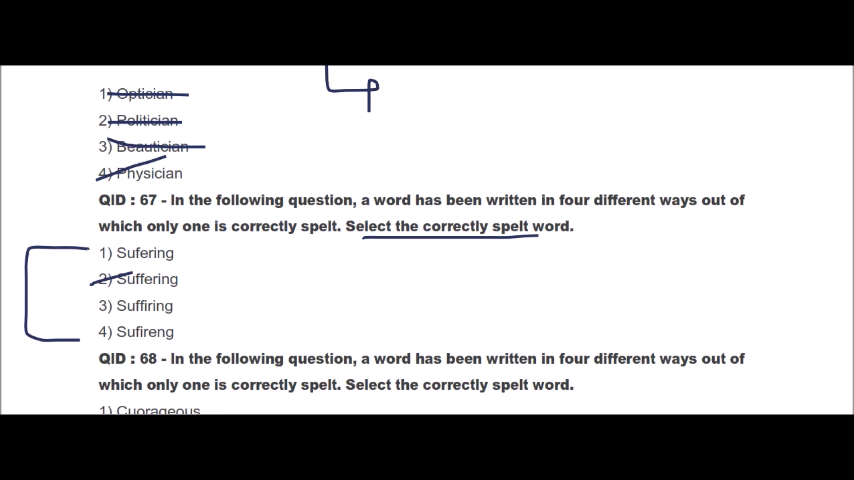 P
1) Optician
2) Politician
3) Beautician
4) Physician
QID : 67 - In the following question, a word has been written in four different ways out of
which only one is correctly spelt. Select the correctly spelt word.
1) Sufering
2) Suffering
3) Suffiring
4) Sufireng
QID : 68 - In the following question, a word has been written in four different ways out of
which only one is correctly spelt. Select the correctly spelt word.
1) Cuorageous